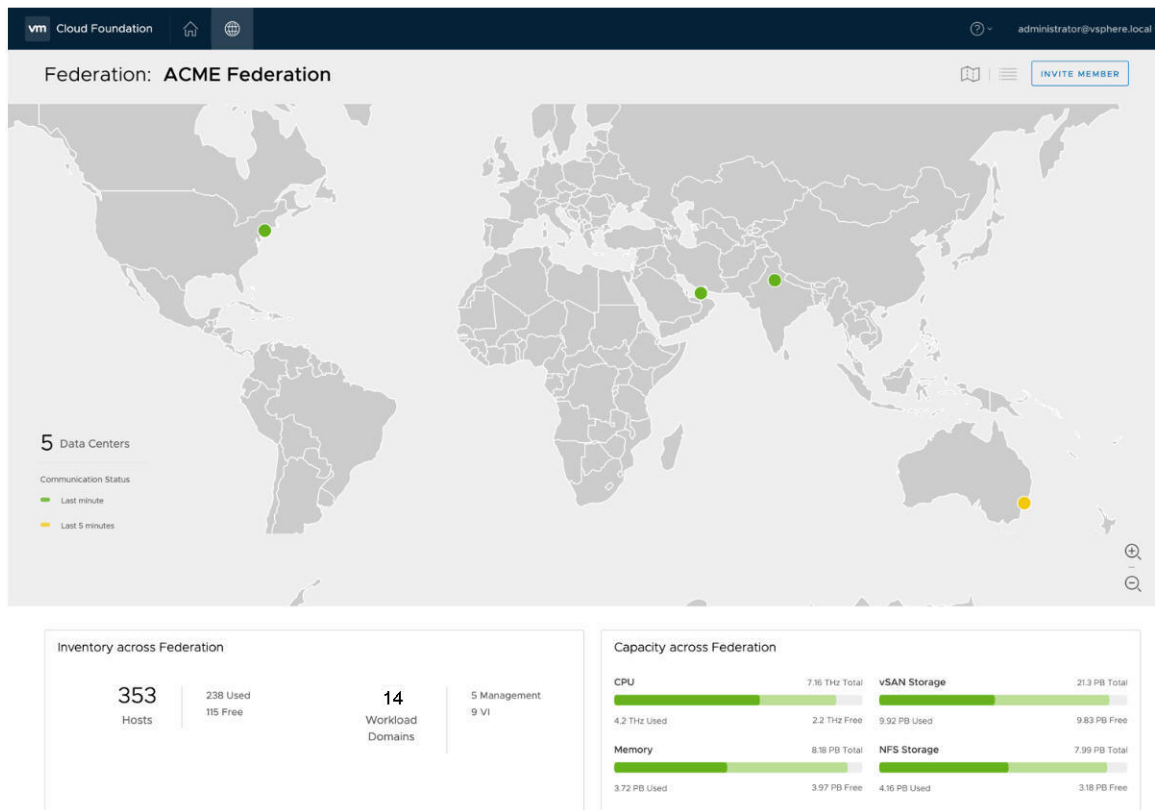 vm Cloud Foundation
administrator@vsphere.local
Federation: ACME Federation
INVITE MEMBER
5 Data Centers
Communication Status
Last minute
Last 5 minutes
Inventory across Federation
353
Hosts
238 Used
115 Free
14
Workload
Domains
5 Management
9 VI
Capacity across Federation
CPU 7.16 THz Total
4.2 THz Used 2.2 THz Free
vSAN Storage 21.3 PB Total
9.92 PB Used 9.83 PB Free
Memory 8.18 PB Total
3.72 PB Used 3.97 PB Free
NFS Storage 7.99 PB Total
4.16 PB Used 3.18 PB Free